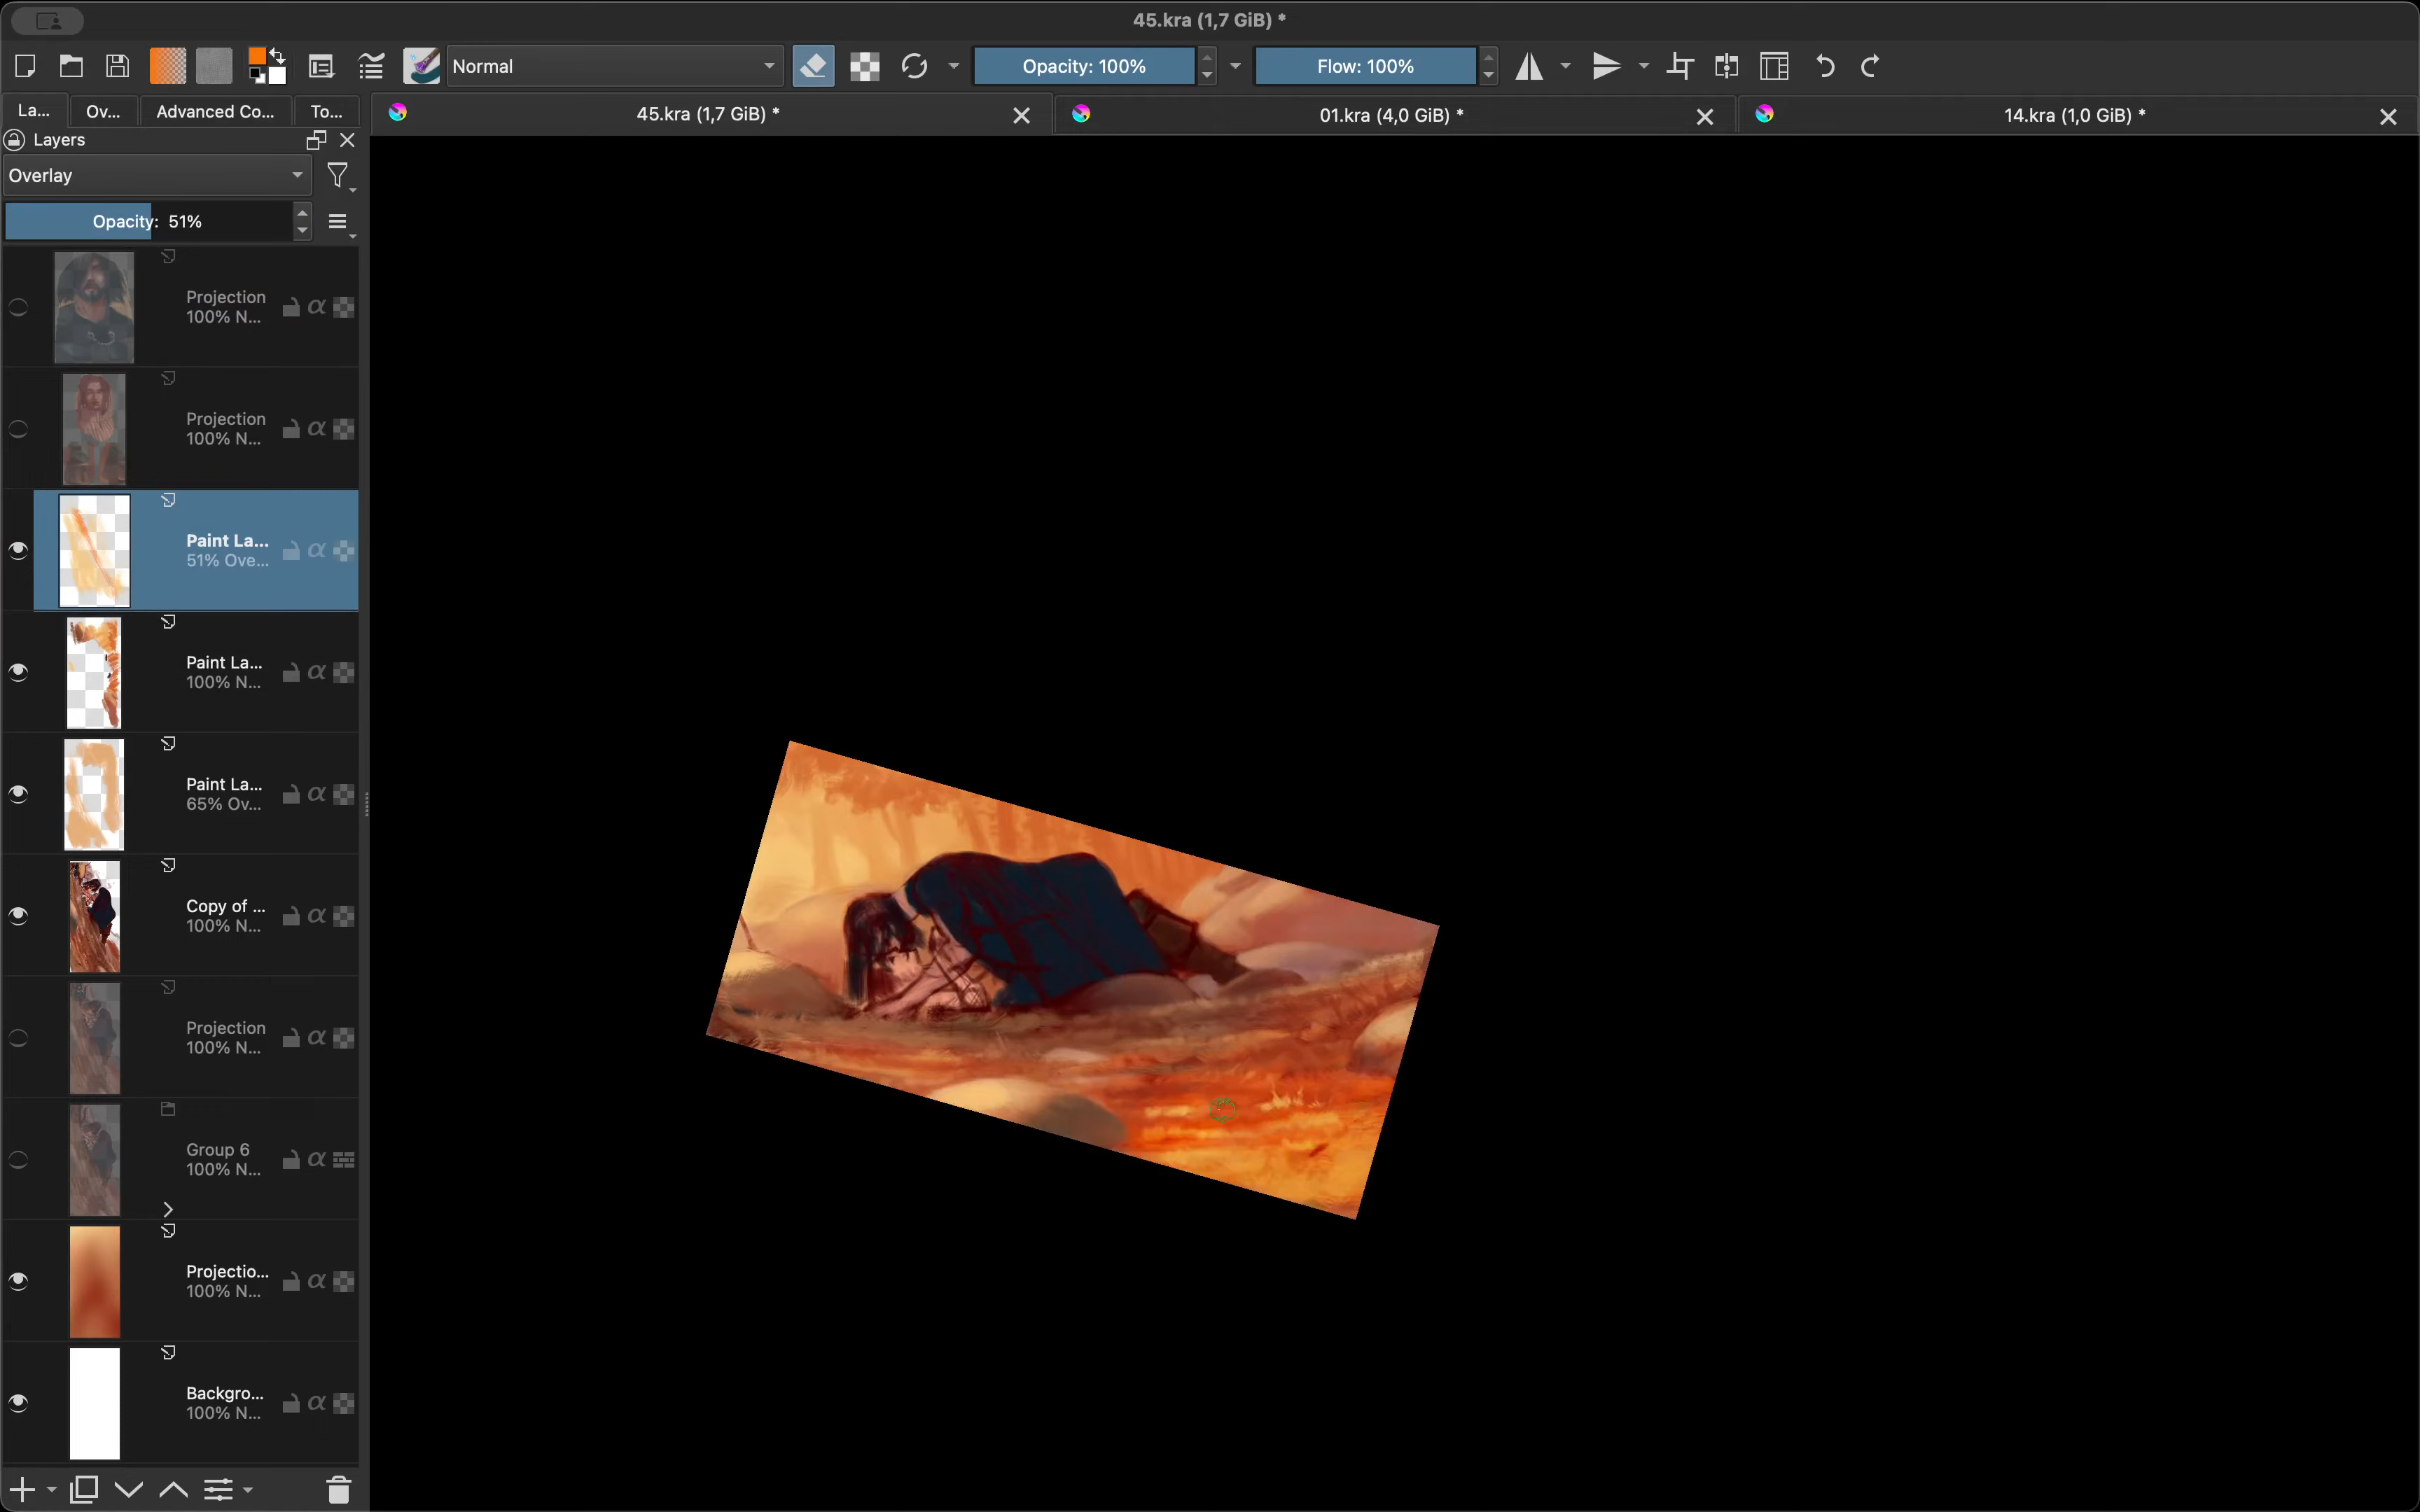 45.kra (1,7 GiB) *
Normal
Opacity: 100%
Flow: 100%
La...
Ov...
Advanced Co...
To...
45.kra (1,7 GiB) *
01.kra (4,0 GiB) *
14.kra (1,0 GiB) *
Layers
Overlay
Opacity: 51%
Projection
100% N...
Projection
100% N...
Paint La...
51% Ove...
Paint La...
100% N...
Paint La...
65% Ov...
Copy of ...
100% N...
Projection
100% N...
Group 6
100% N...
Projectio...
100% N...
Backgro...
100% N...